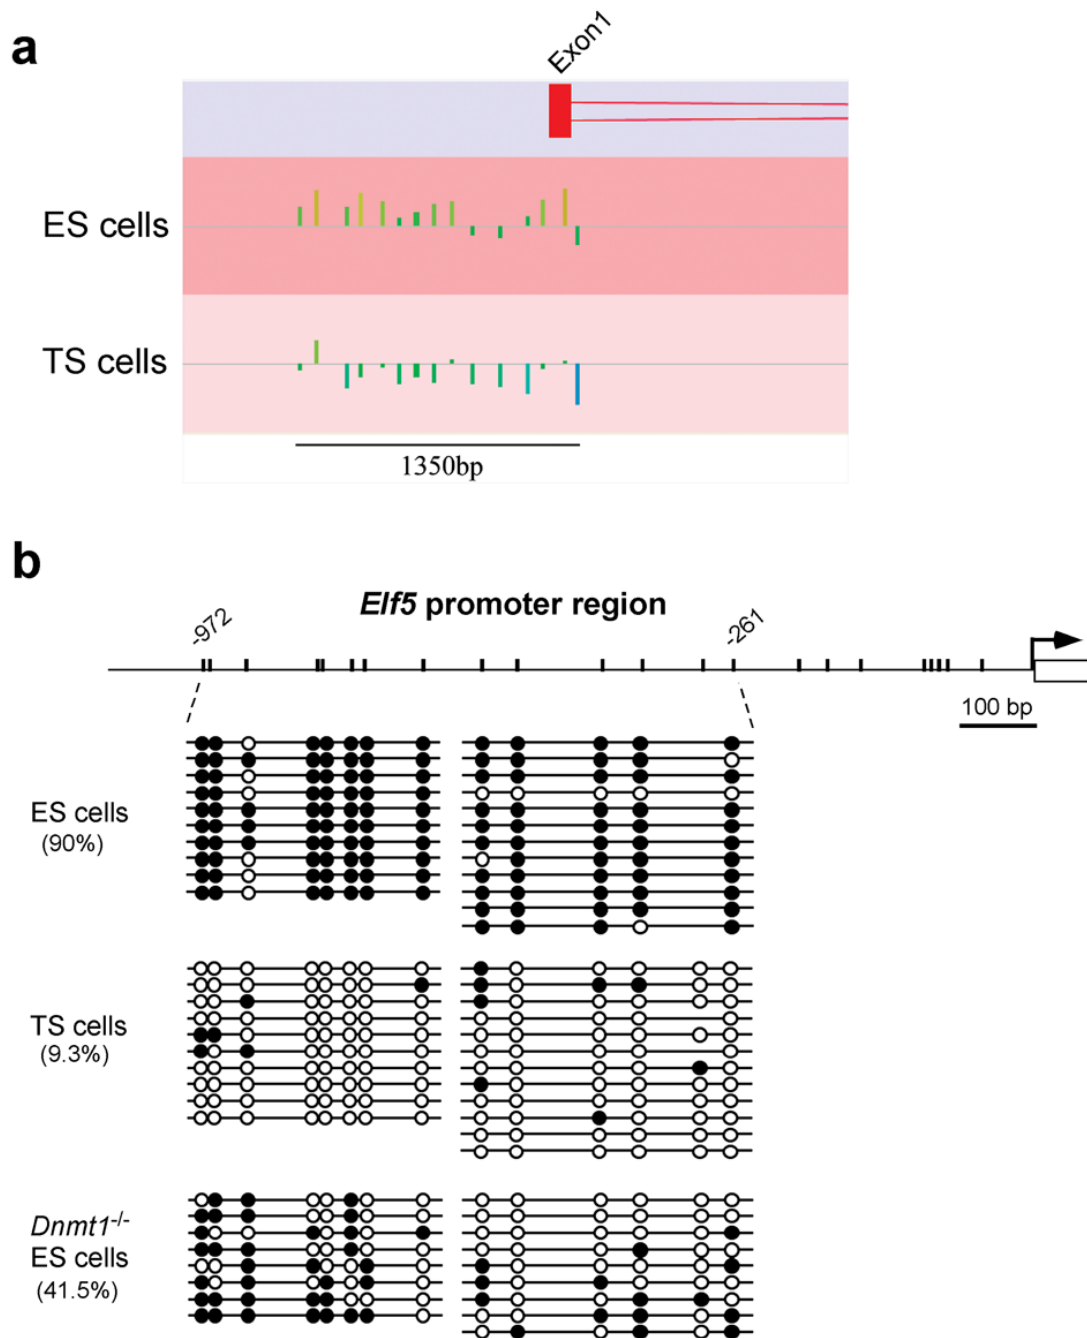 a
Exon1
ES cells
TS cells
1350bp
b
Elf5 promoter region
-972
-261
100 bp
ES cells
(90%)
TS cells
(9.3%)
Dnmt1-/-
ES cells
(41.5%)